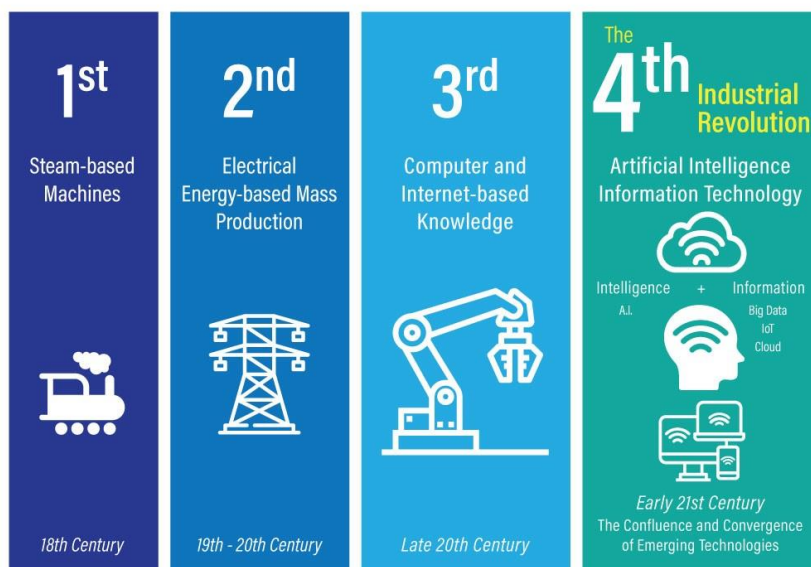 1st
Steam-based
Machines
18th Century
2nd
Electrical
Energy-based Mass
Production
19th - 20th Century
3rd
Computer and
Internet-based
Knowledge
Late 20th Century
The
4th Industrial
Revolution
Artificial Intelligence
Information Technology
Intelligence + Information
A.I. Big Data
IoT
Cloud
Early 21st Century
The Confluence and Convergence
of Emerging Technologies